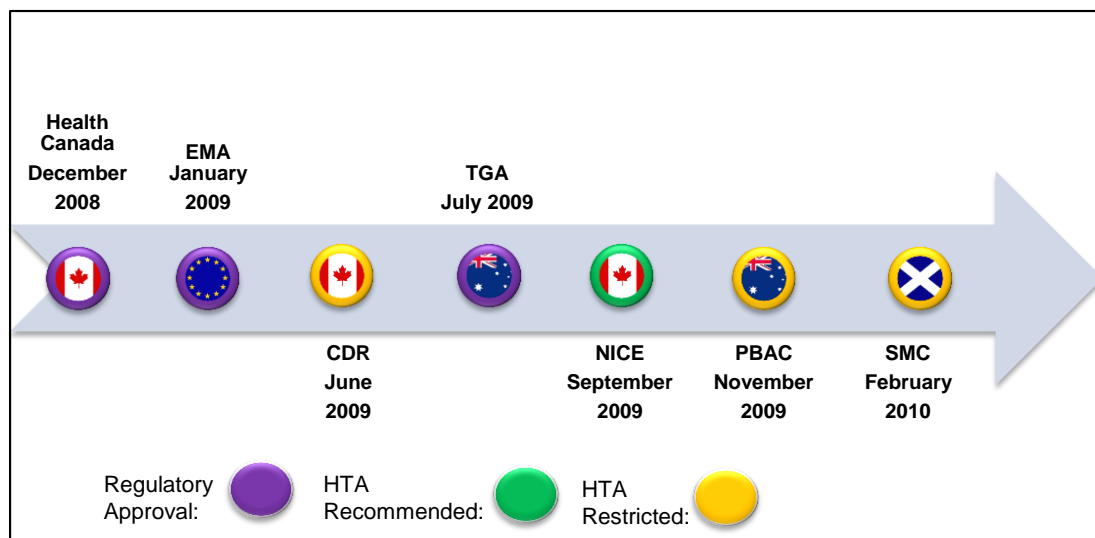 Health
Canada
December
2008
EMA
January
2009
TGA
July 2009
CDR
June
2009
NICE
September
2009
PBAC
November
2009
SMC
February
2010
Regulatory
Approval:
HTA
Recommended:
HTA
Restricted: